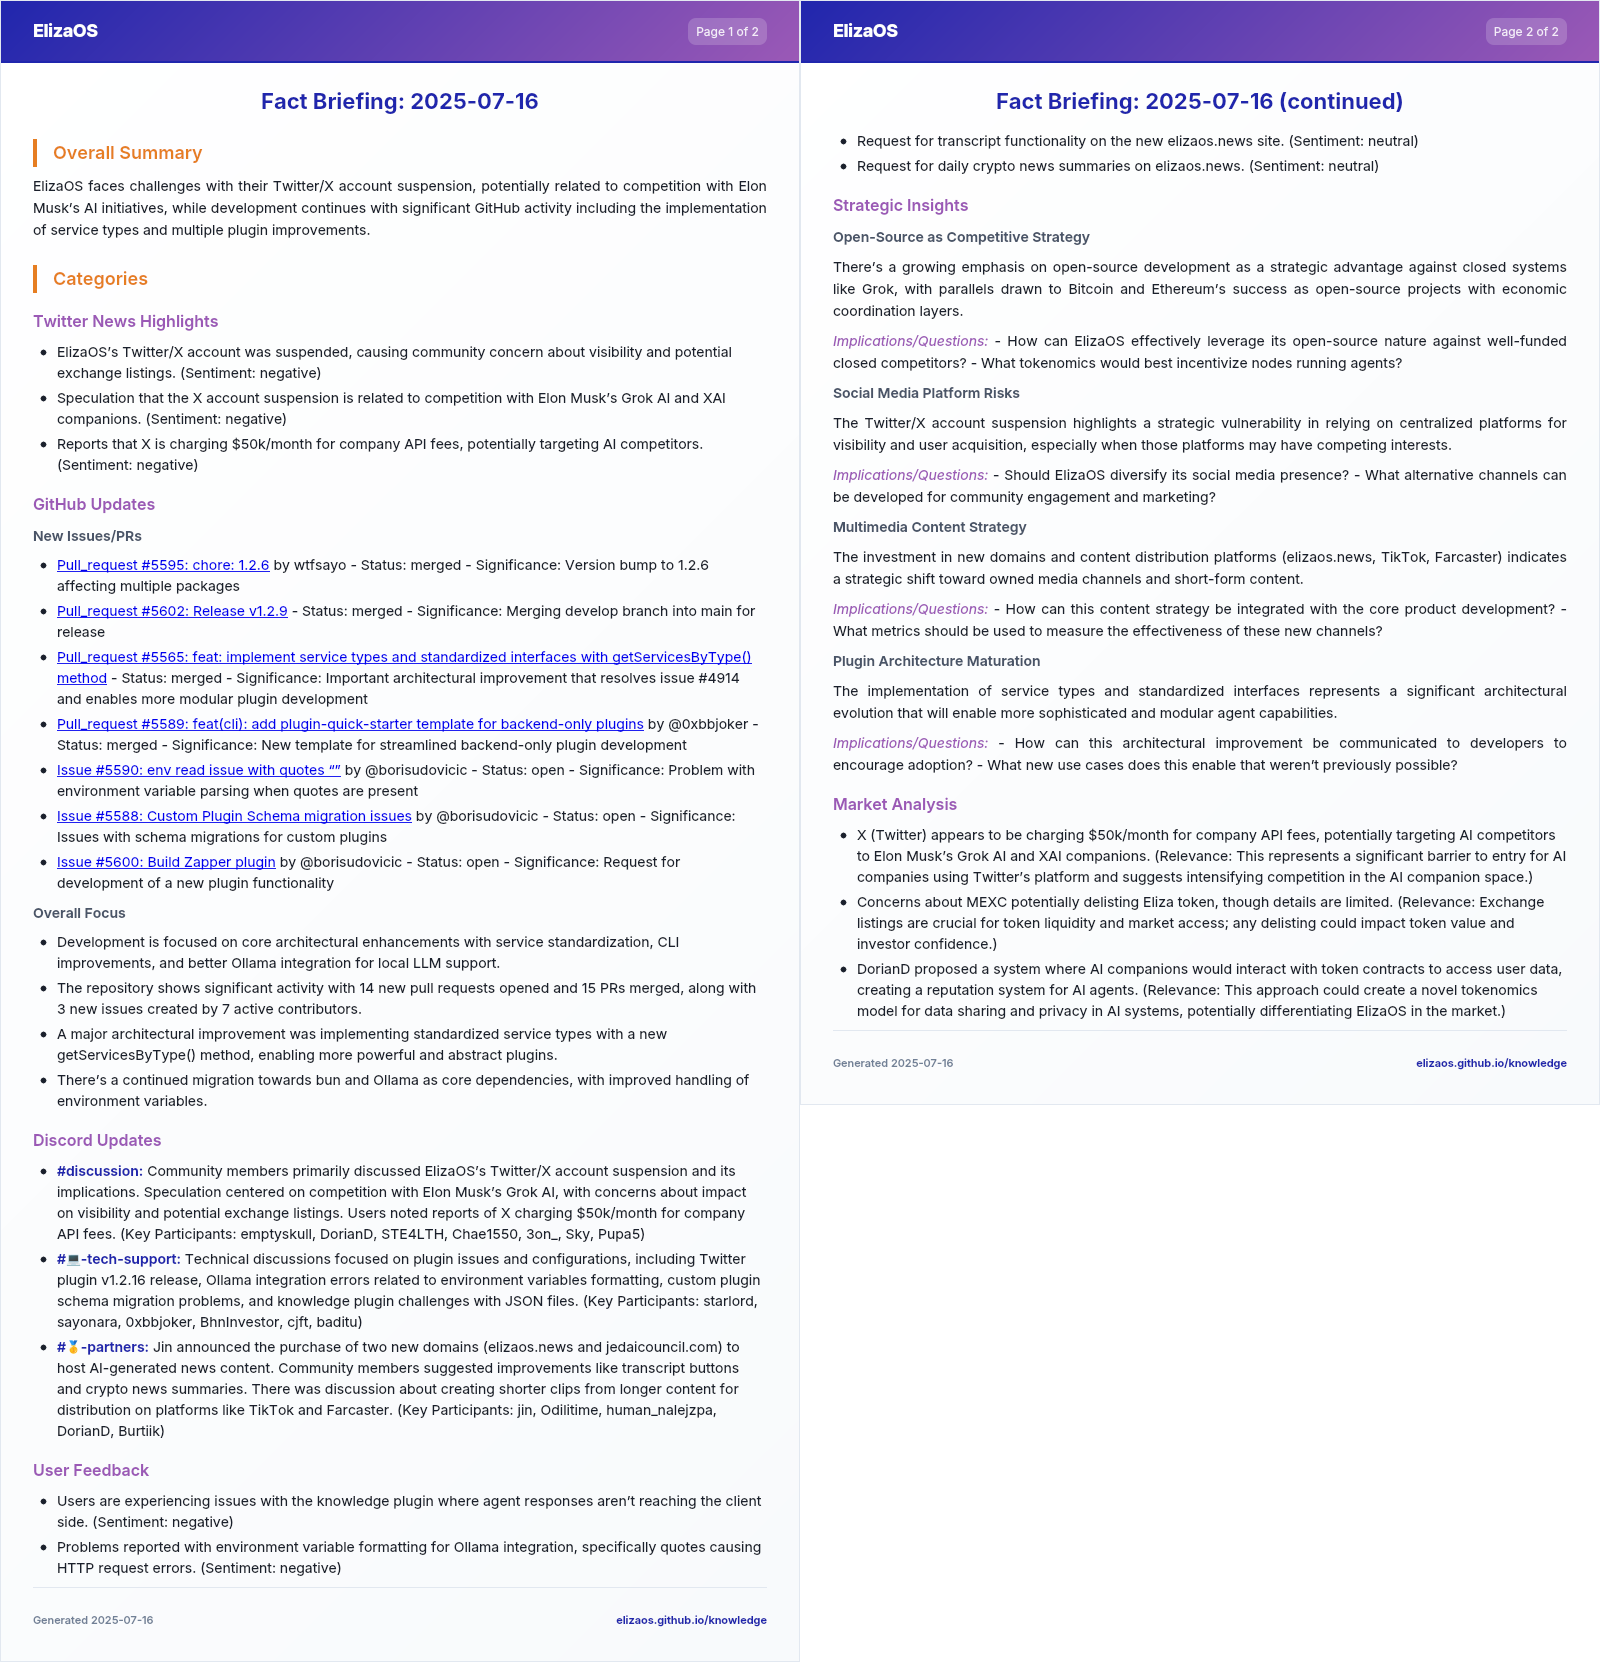 ElizaOS
Page 1 of 2
Fact Briefing: 2025-07-16
Overall Summary
ElizaOS faces challenges with their Twitter/X account suspension, potentially related to competition with Elon
Musk's AI initiatives, while development continues with significant GitHub activity including the implementation
of service types and multiple plugin improvements.
Categories
Twitter News Highlights
• ElizaOS's Twitter/X account was suspended, causing community concern about visibility and potential
exchange listings. (Sentiment: negative)
• Speculation that the X account suspension is related to competition with Elon Musk's Grok AI and XAI
companions. (Sentiment: negative)
• Reports that X is charging $50k/month for company API fees, potentially targeting AI competitors.
(Sentiment: negative)
GitHub Updates
New Issues/PRs
• Pull_request #5595: chore: 1.2.6 by wtfsayo - Status: merged - Significance: Version bump to 1.2.6
affecting multiple packages
• Pull_request #5602: Release v1.2.9 - Status: merged - Significance: Merging develop branch into main for
release
• Pull_request #5565: feat: implement service types and standardized interfaces with getServicesByType()
method - Status: merged - Significance: Important architectural improvement that resolves issue #4914
and enables more modular plugin development
• Pull_request #5589: feat(cli): add plugin-quick-starter template for backend-only plugins by @0xbbjoker -
Status: merged - Significance: New template for streamlined backend-only plugin development
• Issue #5590: env read issue with quotes “” by @borisudovicic - Status: open - Significance: Problem with
environment variable parsing when quotes are present
• Issue #5588: Custom Plugin Schema migration issues by @borisudovicic - Status: open - Significance:
Issues with schema migrations for custom plugins
• Issue #5600: Build Zapper plugin by @borisudovicic - Status: open - Significance: Request for
development of a new plugin functionality
Overall Focus
• Development is focused on core architectural enhancements with service standardization, CLI
improvements, and better Ollama integration for local LLM support.
• The repository shows significant activity with 14 new pull requests opened and 15 PRs merged, along with
3 new issues created by 7 active contributors.
• A major architectural improvement was implementing standardized service types with a new
getServicesByType() method, enabling more powerful and abstract plugins.
• There's a continued migration towards bun and Ollama as core dependencies, with improved handling of
environment variables.
Discord Updates
• #discussion: Community members primarily discussed ElizaOS's Twitter/X account suspension and its
implications. Speculation centered on competition with Elon Musk's Grok AI, with concerns about impact
on visibility and potential exchange listings. Users noted reports of X charging $50k/month for company
API fees. (Key Participants: emptyskull, DorianD, STE4LTH, Chae1550, 3on_, Sky, Pupa5)
• #💻-tech-support: Technical discussions focused on plugin issues and configurations, including Twitter
plugin v1.2.16 release, Ollama integration errors related to environment variables formatting, custom plugin
schema migration problems, and knowledge plugin challenges with JSON files. (Key Participants: starlord,
sayonara, 0xbbjoker, BhnInvestor, cjft, baditu)
• #🥇-partners: Jin announced the purchase of two new domains (elizaos.news and jedaicouncil.com) to
host AI-generated news content. Community members suggested improvements like transcript buttons
and crypto news summaries. There was discussion about creating shorter clips from longer content for
distribution on platforms like TikTok and Farcaster. (Key Participants: jin, Odilitime, human_nalejzpa,
DorianD, Burtiik)
User Feedback
• Users are experiencing issues with the knowledge plugin where agent responses aren't reaching the client
side. (Sentiment: negative)
• Problems reported with environment variable formatting for Ollama integration, specifically quotes causing
HTTP request errors. (Sentiment: negative)
Generated 2025-07-16
elizaos.github.io/knowledge
ElizaOS
Page 2 of 2
Fact Briefing: 2025-07-16 (continued)
• Request for transcript functionality on the new elizaos.news site. (Sentiment: neutral)
• Request for daily crypto news summaries on elizaos.news. (Sentiment: neutral)
Strategic Insights
Open-Source as Competitive Strategy
There's a growing emphasis on open-source development as a strategic advantage against closed systems
like Grok, with parallels drawn to Bitcoin and Ethereum's success as open-source projects with economic
coordination layers.
Implications/Questions: - How can ElizaOS effectively leverage its open-source nature against well-funded
closed competitors? - What tokenomics would best incentivize nodes running agents?
Social Media Platform Risks
The Twitter/X account suspension highlights a strategic vulnerability in relying on centralized platforms for
visibility and user acquisition, especially when those platforms may have competing interests.
Implications/Questions: - Should ElizaOS diversify its social media presence? - What alternative channels can
be developed for community engagement and marketing?
Multimedia Content Strategy
The investment in new domains and content distribution platforms (elizaos.news, TikTok, Farcaster) indicates
a strategic shift toward owned media channels and short-form content.
Implications/Questions: - How can this content strategy be integrated with the core product development? -
What metrics should be used to measure the effectiveness of these new channels?
Plugin Architecture Maturation
The implementation of service types and standardized interfaces represents a significant architectural
evolution that will enable more sophisticated and modular agent capabilities.
Implications/Questions: - How can this architectural improvement be communicated to developers to
encourage adoption? - What new use cases does this enable that weren't previously possible?
Market Analysis
• X (Twitter) appears to be charging $50k/month for company API fees, potentially targeting AI competitors
to Elon Musk's Grok AI and XAI companions. (Relevance: This represents a significant barrier to entry for AI
companies using Twitter's platform and suggests intensifying competition in the AI companion space.)
• Concerns about MEXC potentially delisting Eliza token, though details are limited. (Relevance: Exchange
listings are crucial for token liquidity and market access; any delisting could impact token value and
investor confidence.)
• DorianD proposed a system where AI companions would interact with token contracts to access user data,
creating a reputation system for AI agents. (Relevance: This approach could create a novel tokenomics
model for data sharing and privacy in AI systems, potentially differentiating ElizaOS in the market.)
Generated 2025-07-16
elizaos.github.io/knowledge